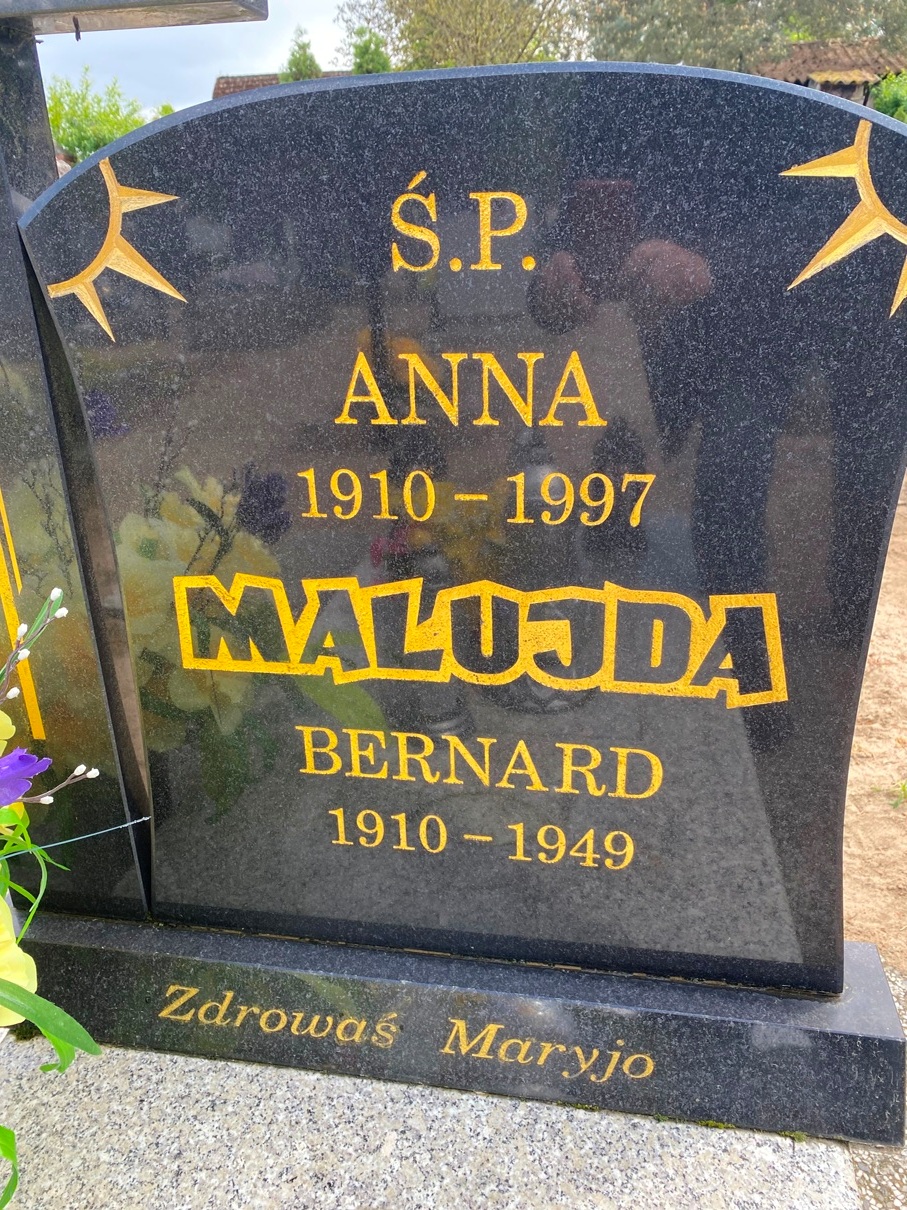 Ś.P.
ANNA
1910 – 1997
MALUJDA
BERNARD
1910 – 1949
Zdrowaś Maryjo